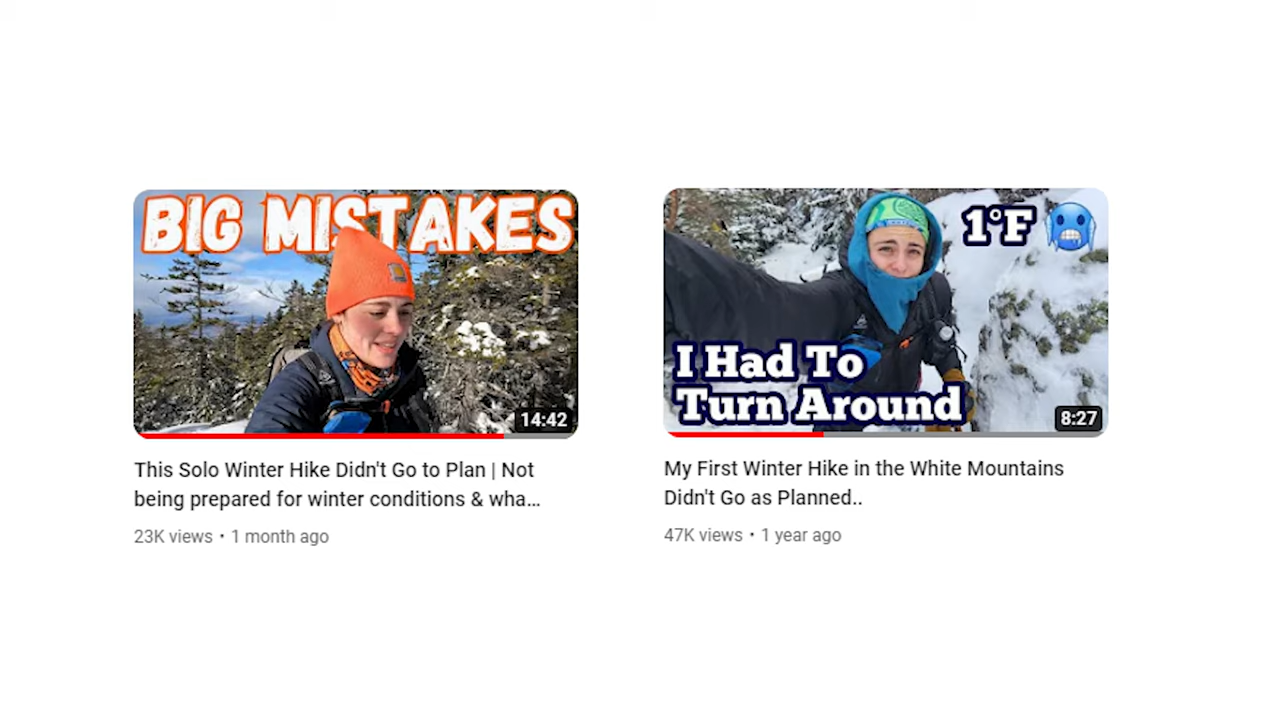 BIG MISTAKES
14:42
This Solo Winter Hike Didn't Go to Plan | Not
being prepared for winter conditions & wha...
23K views • 1 month ago
1°F
I Had To
Turn Around
8:27
My First Winter Hike in the White Mountains
Didn't Go as Planned..
47K views • 1 year ago